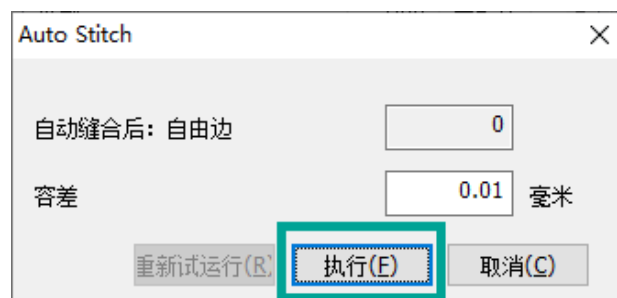 Auto Stitch
自动缝合后：自由边 0
容差 0.01 毫米
重新试运行(R) 执行(F) 取消(C)